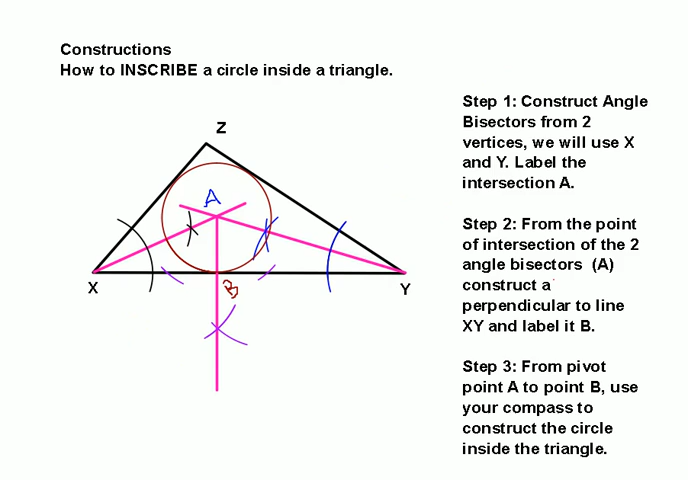 Constructions
How to INSCRIBE a circle inside a triangle.
Step 1: Construct Angle
Bisectors from 2
vertices, we will use X
and Y. Label the
intersection A.
Z
A
X
B
Y
Step 2: From the point
of intersection of the 2
angle bisectors (A)
construct a
perpendicular to line
XY and label it B.
Step 3: From pivot
point A to point B, use
your compass to
construct the circle
inside the triangle.